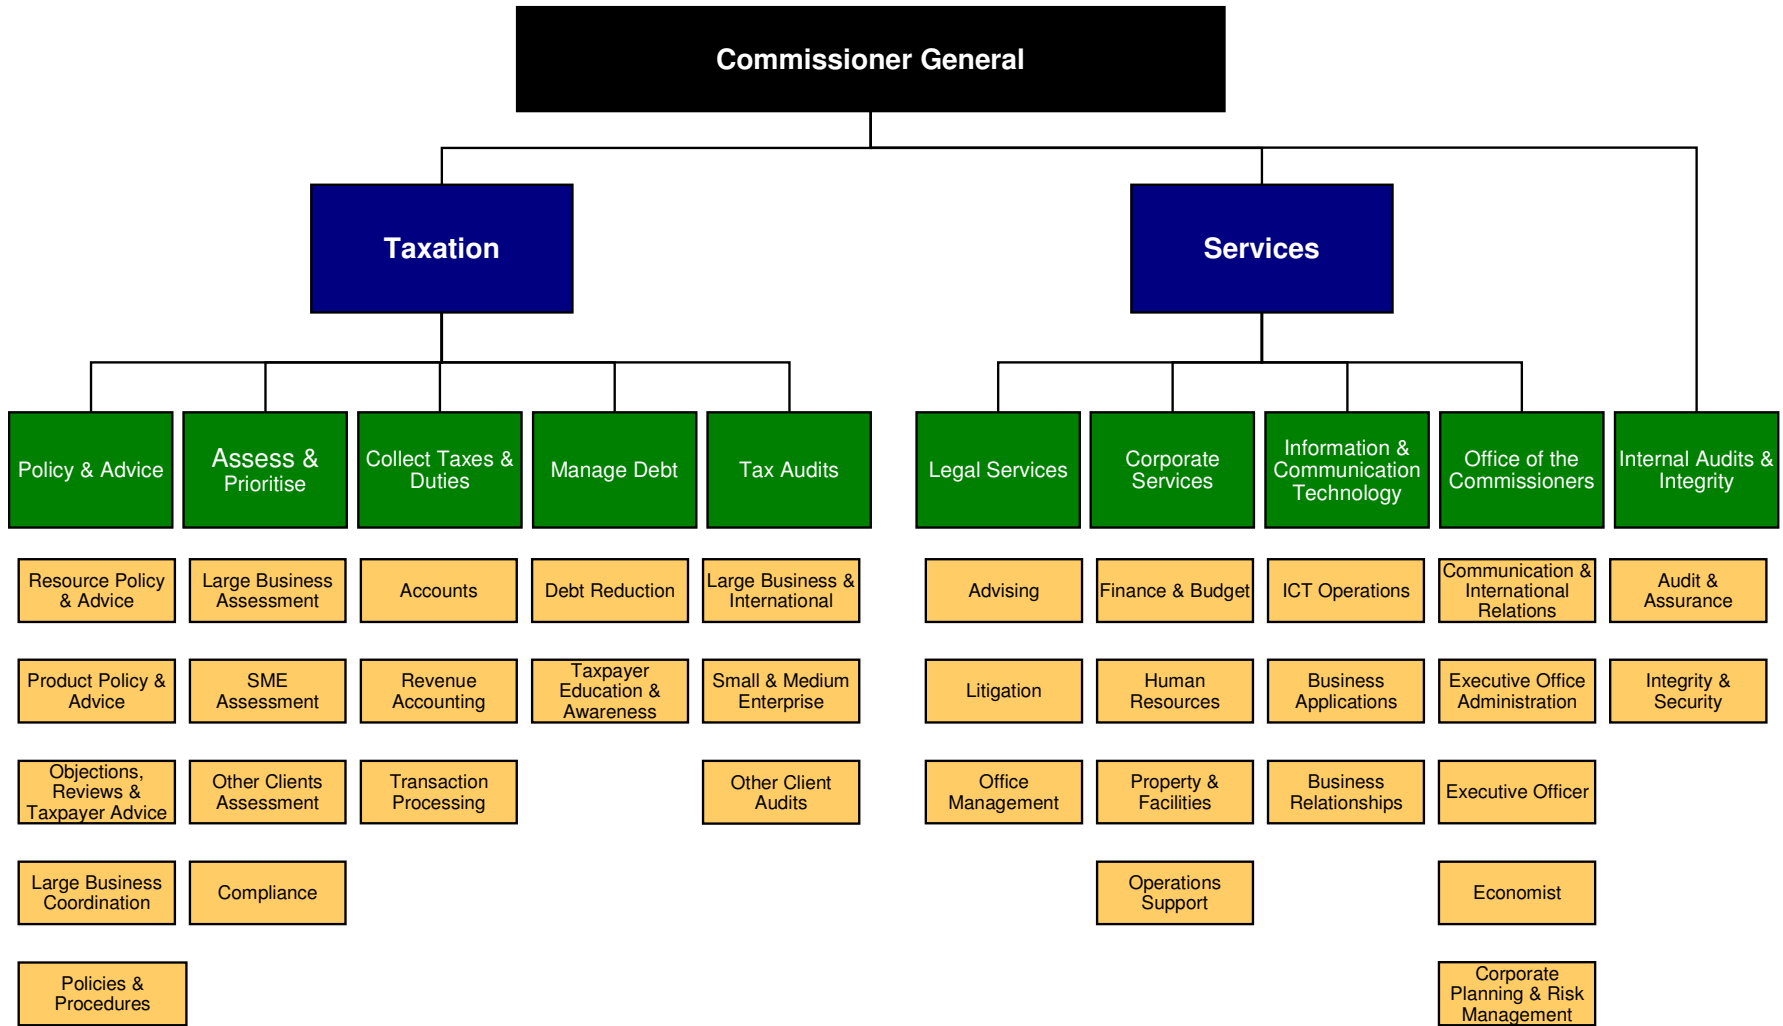 Commissioner General
Taxation
Services
Policy & Advice
Assess &
Prioritise
Collect Taxes &
Duties
Manage Debt
Tax Audits
Legal Services
Corporate
Services
Information &
Communication
Technology
Office of the
Commissioners
Internal Audits &
Integrity
Resource Policy
& Advice
Large Business
Assessment
Accounts
Debt Reduction
Large Business &
International
Advising
Finance & Budget
ICT Operations
Communication &
International
Relations
Audit &
Assurance
Product Policy &
Advice
SME
Assessment
Revenue
Accounting
Taxpayer
Education &
Awareness
Small & Medium
Enterprise
Litigation
Human
Resources
Business
Applications
Executive Office
Administration
Integrity &
Security
Objections,
Reviews &
Taxpayer Advice
Other Clients
Assessment
Transaction
Processing
Other Client
Audits
Office
Management
Property &
Facilities
Business
Relationships
Executive Officer
Large Business
Coordination
Compliance
Operations
Support
Economist
Policies &
Procedures
Corporate
Planning & Risk
Management